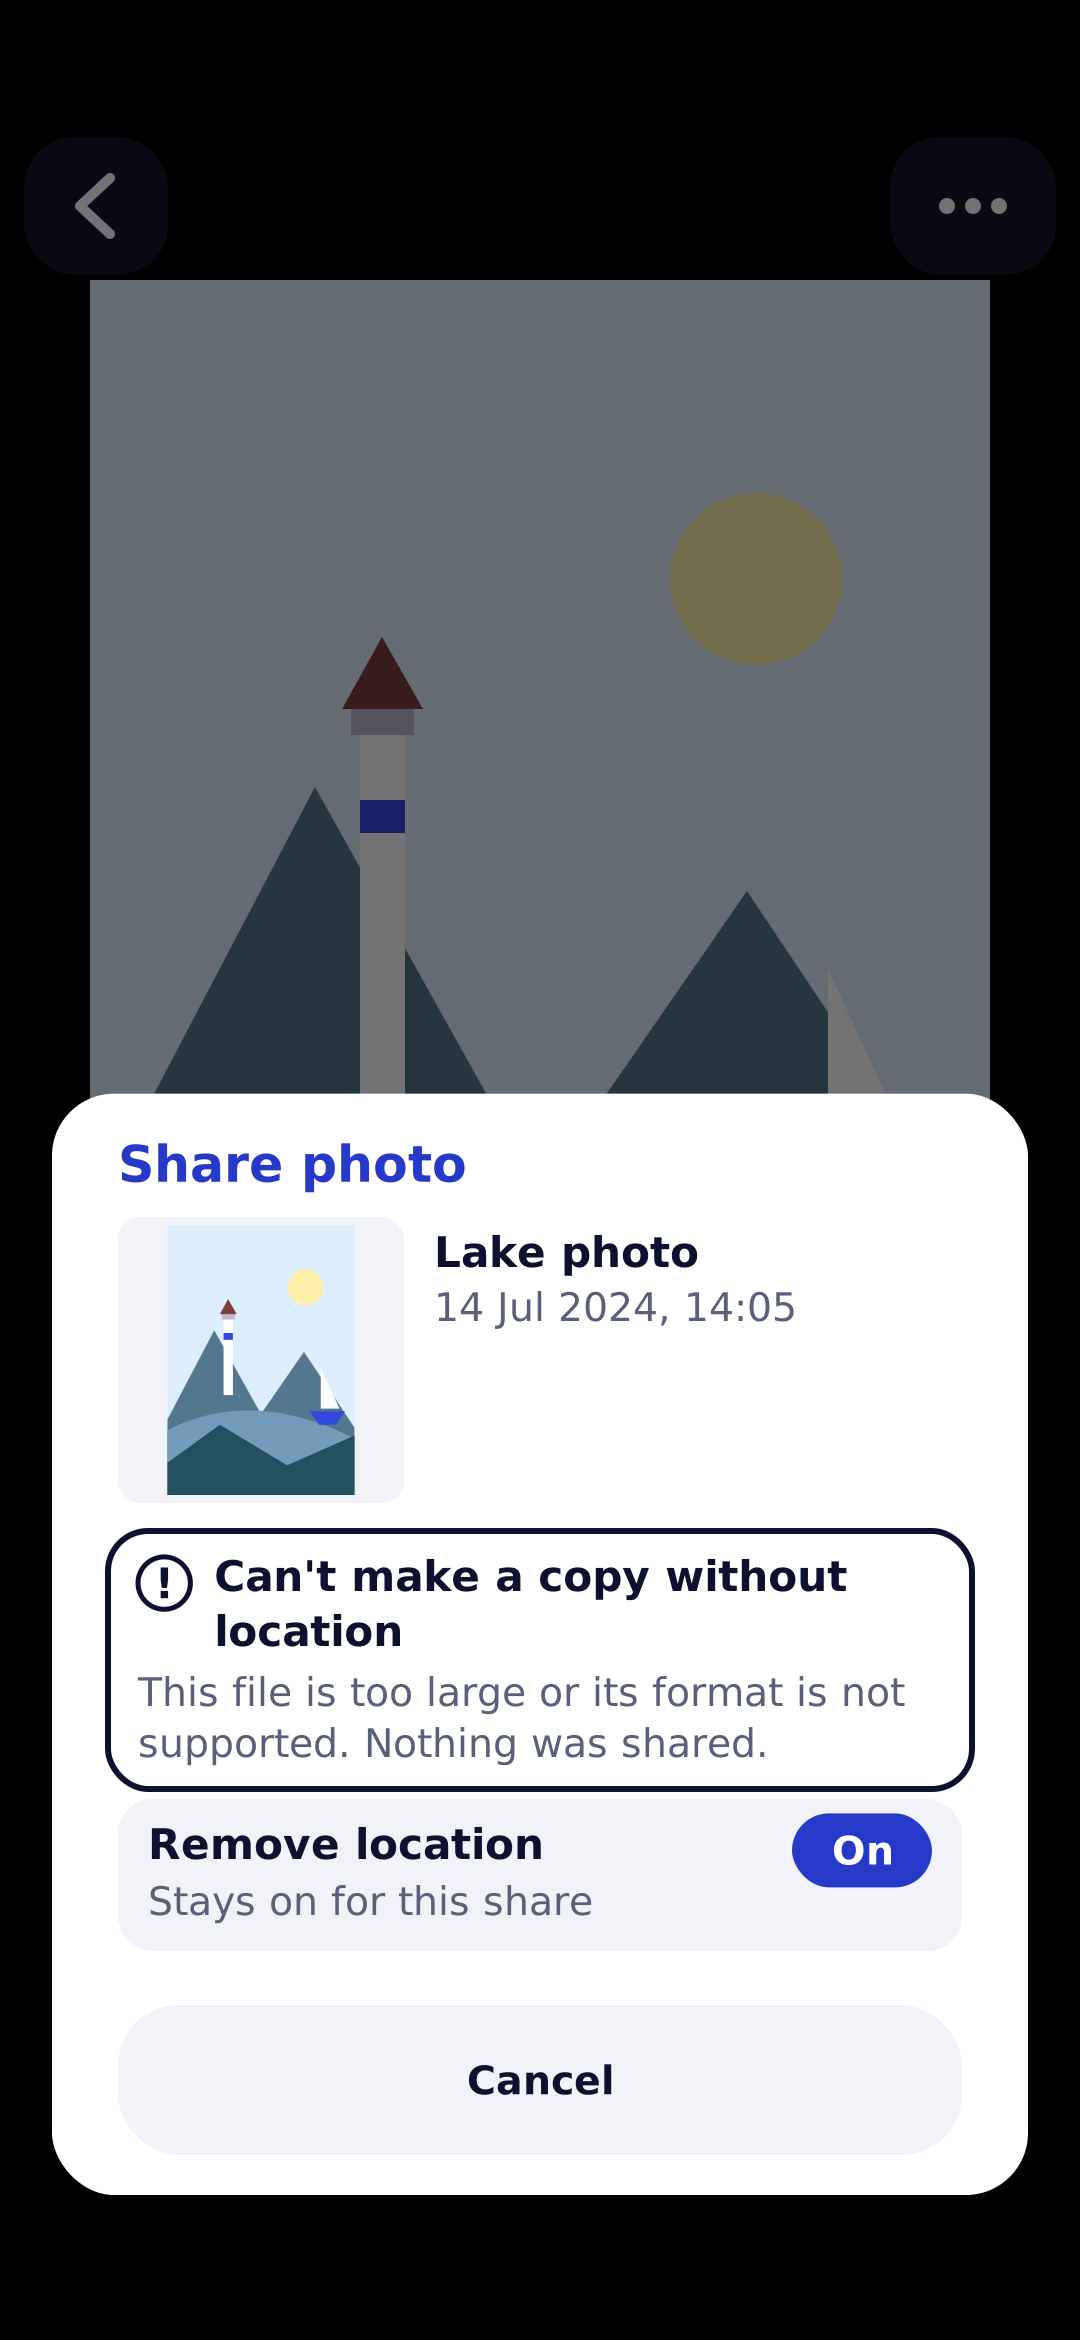 Share photo
Lake photo
14 Jul 2024, 14:05
! Can't make a copy without
location
This file is too large or its format is not
supported. Nothing was shared.
Remove location
On
Stays on for this share
Cancel